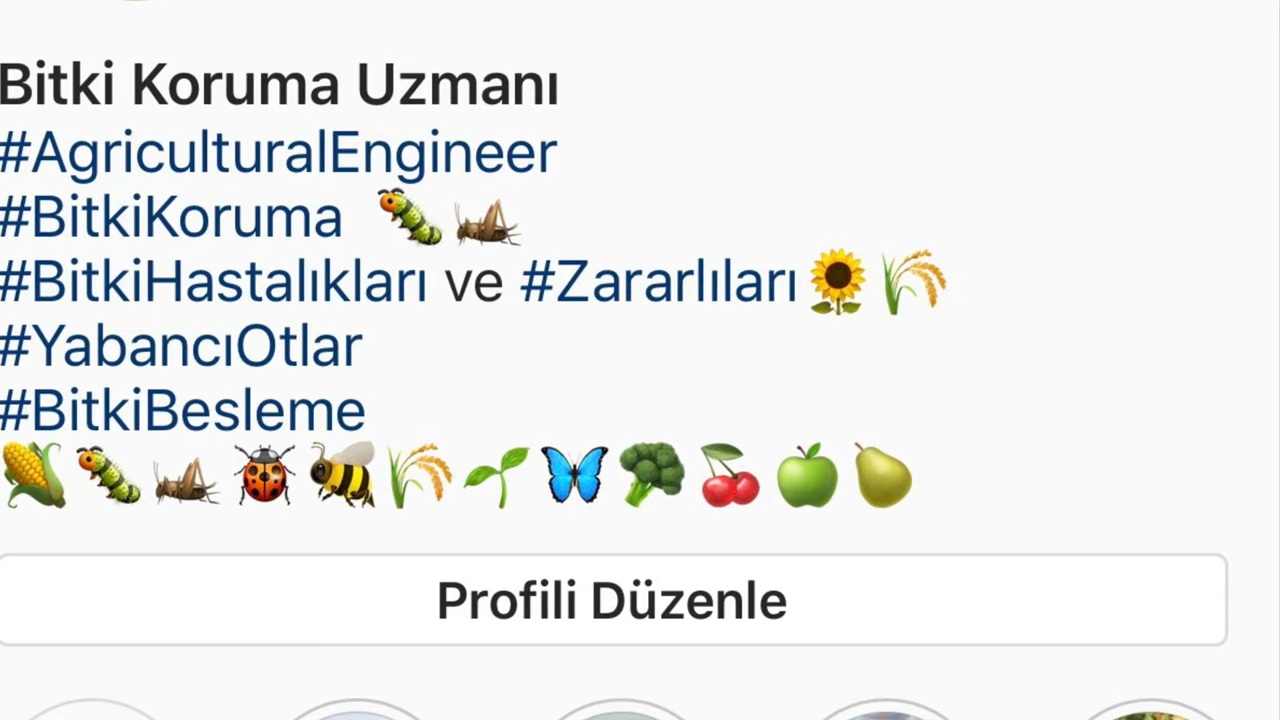 Bitki Koruma Uzmanı
#AgriculturalEngineer
#BitkiKoruma 🐛🦗
#BitkiHastalıkları ve #Zararlıları🌻🌾
#YabancıOtlar
#BitkiBesleme
🌽🐛🦗🐞🐝🌾🌱🦋🥦🍒🍏🍐
Profili Düzenle